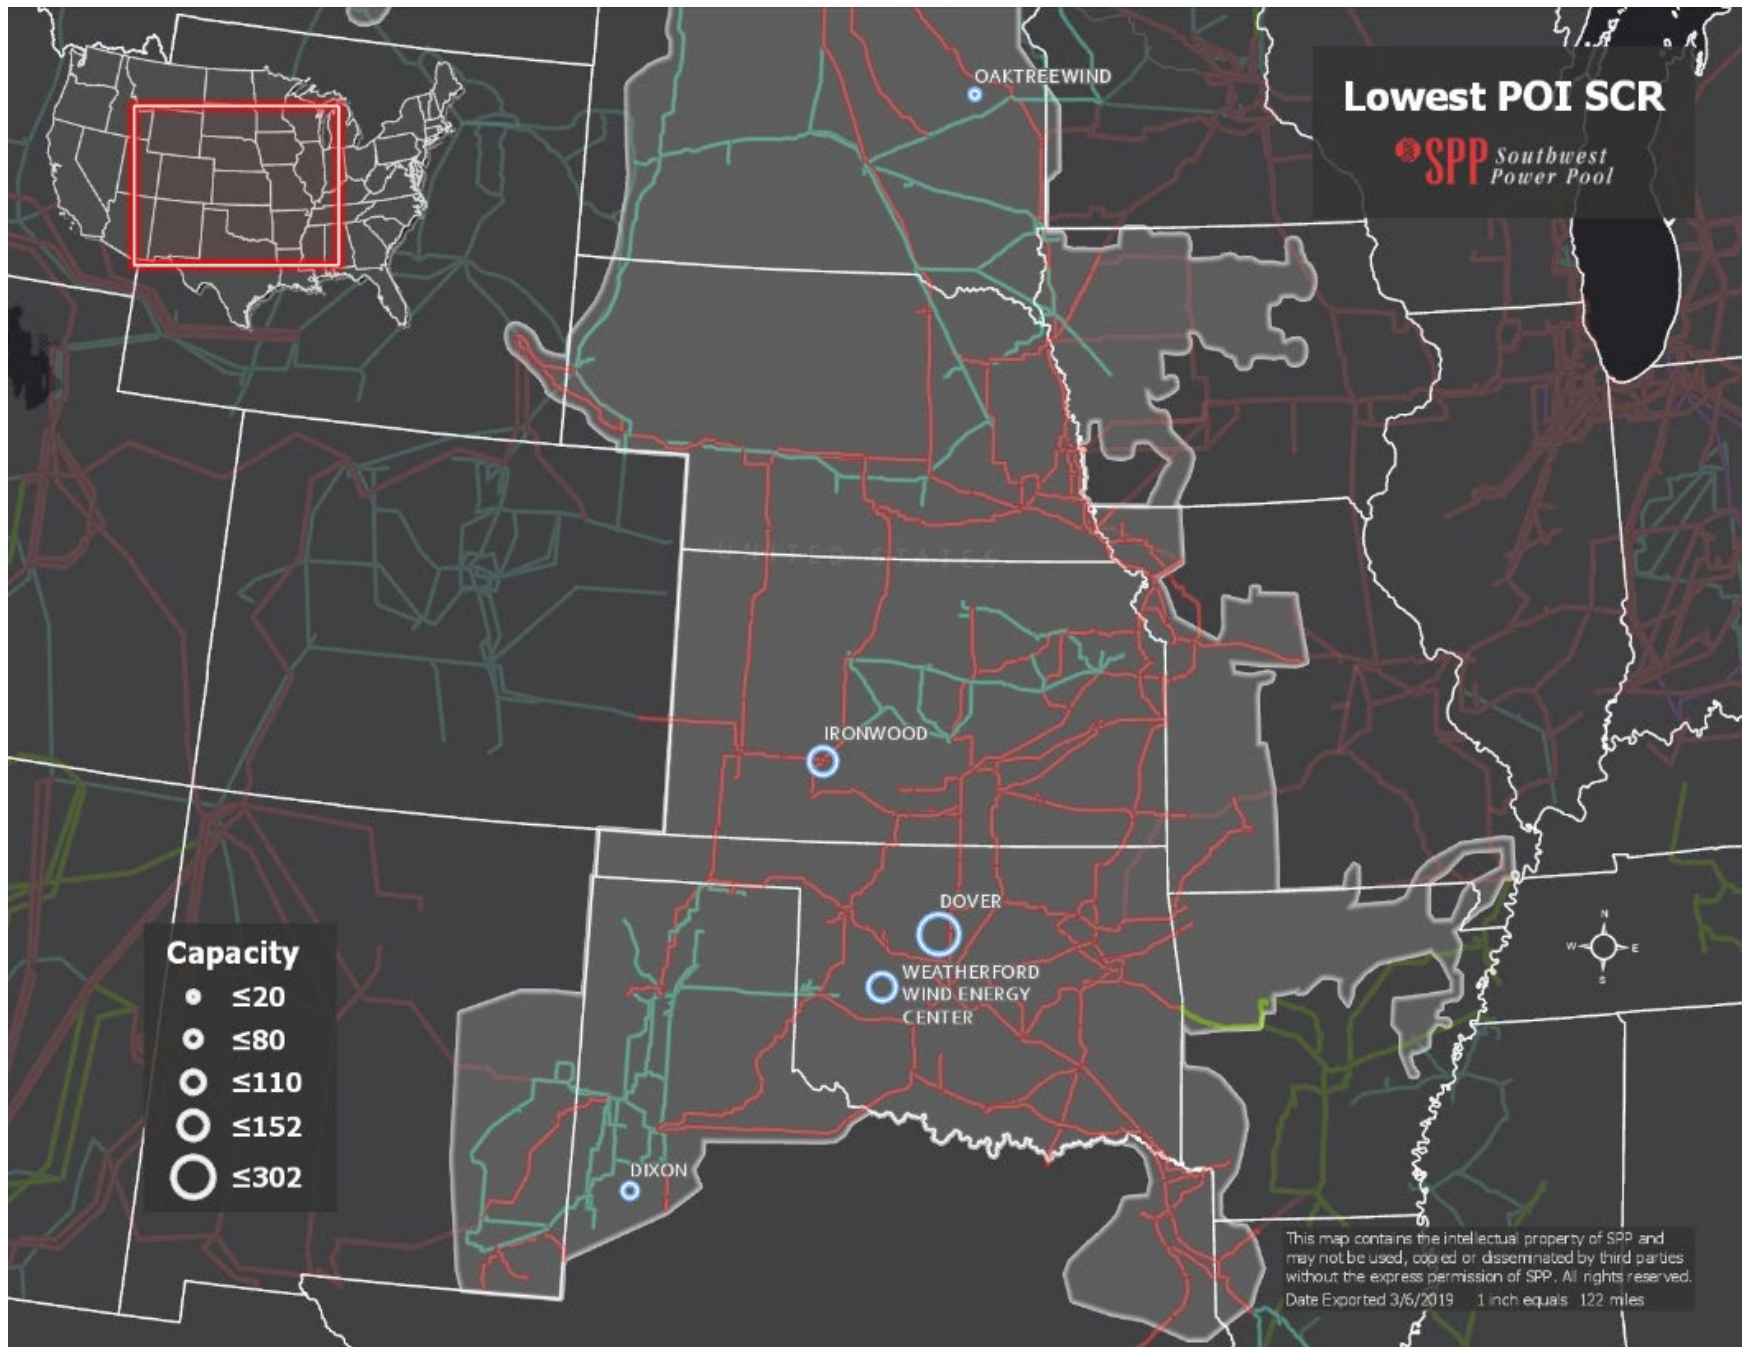 OAKTREEWIND
Lowest POI SCR
SPP Southwest
Power Pool
UNITED STATES
IRONWOOD
DOVER
WEATHERFORD
WIND ENERGY
CENTER
DIXON
Capacity
≤20
≤80
≤110
≤152
≤302
N
W E
S
This map contains the intellectual property of SPP and
may not be used, copied or disseminated by third parties
without the express permission of SPP. All rights reserved.
Date Exported 3/6/2019 1 inch equals 122 miles